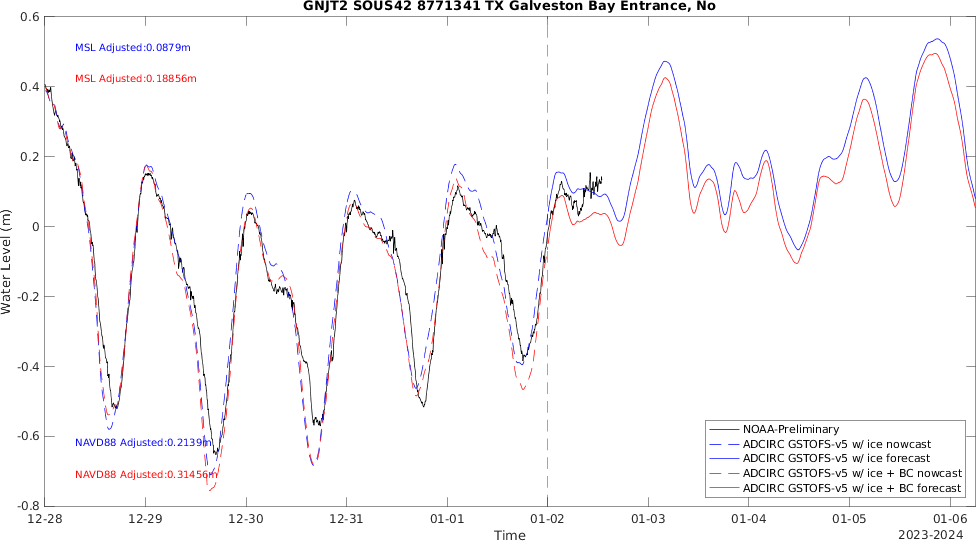 GNJT2 SOUS42 8771341 TX Galveston Bay Entrance, No
0.6
0.4
0.2
0
-0.2
-0.4
-0.6
-0.8
Water Level (m)
MSL Adjusted:0.0879m
MSL Adjusted:0.18856m
NAVD88 Adjusted:0.2139m
NAVD88 Adjusted:0.31456m
NOAA-Preliminary
ADCIRC GSTOFS-v5 w/ ice nowcast
ADCIRC GSTOFS-v5 w/ ice forecast
ADCIRC GSTOFS-v5 w/ ice + BC nowcast
ADCIRC GSTOFS-v5 w/ ice + BC forecast
12-28 12-29 12-30 12-31 01-01 01-02 01-03 01-04 01-05 01-06
Time
2023-2024